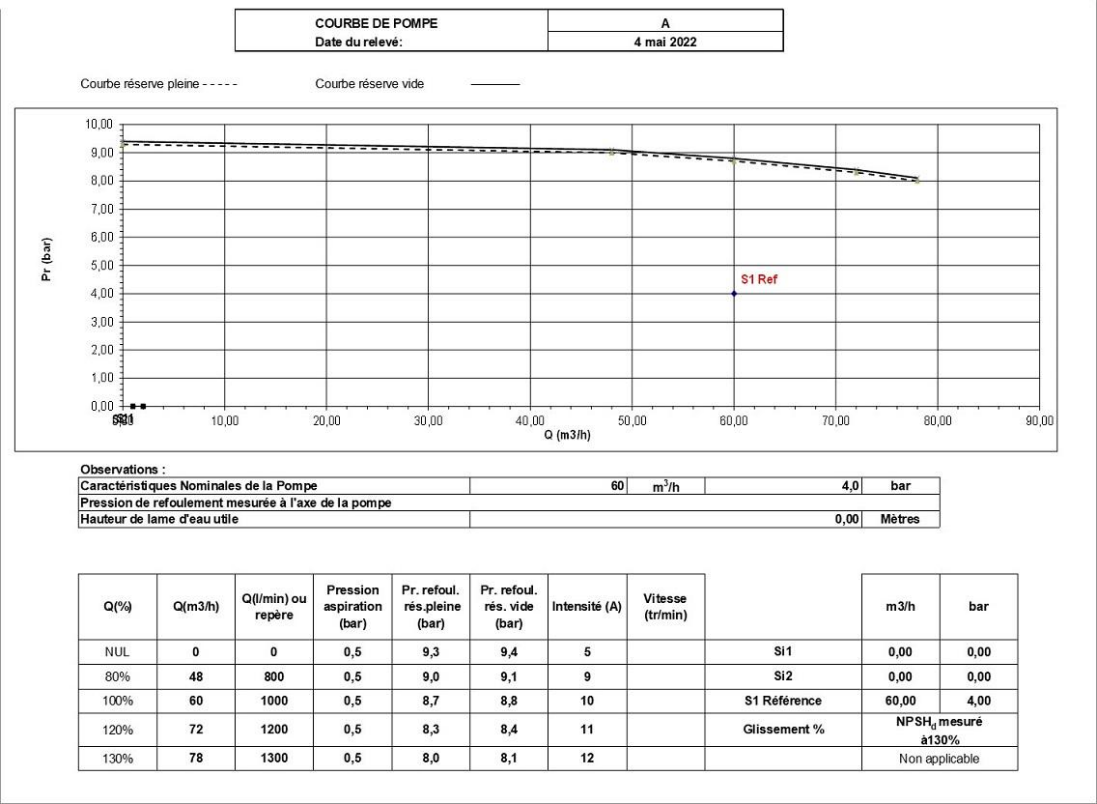 COURBE DE POMPE A
Date du relevé: 4 mai 2022
Courbe réserve pleine - - - - - Courbe réserve vide
10,00
9,00
8,00
7,00
6,00
5,00
4,00
3,00
2,00
1,00
0,00
Pr (bar)
S1 Ref
10,00 20,00 30,00 40,00 50,00 60,00 70,00 80,00 90,00
Q (m3/h)
Observations :
Caractéristiques Nominales de la Pompe 60 m³/h 4,0 bar
Pression de refoulement mesurée à l'axe de la pompe
Hauteur de lame d'eau utile 0,00 Mètres
Q(%) Q(m3/h) Q(l/min) ou repère Pression aspiration (bar) Pr. refoul. rés.pleine (bar) Pr. refoul. rés. vide (bar) Intensité (A) Vitesse (tr/min) m3/h bar
NUL 0 0 0,5 9,3 9,4 5 Si1 0,00 0,00
80% 48 800 0,5 9,0 9,1 9 Si2 0,00 0,00
100% 60 1000 0,5 8,7 8,8 10 S1 Référence 60,00 4,00
120% 72 1200 0,5 8,3 8,4 11 Glissement % NPSHd mesuré à130%
130% 78 1300 0,5 8,0 8,1 12 Non applicable